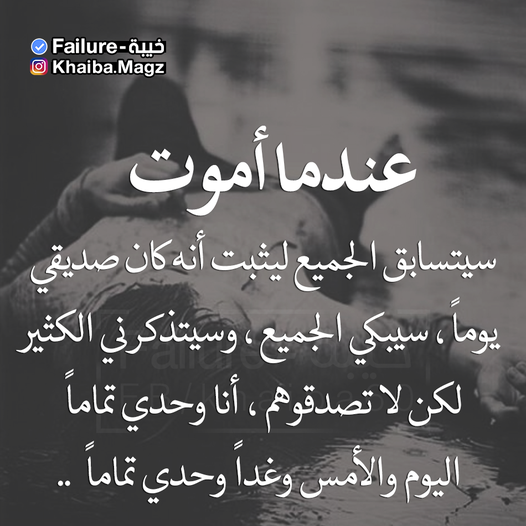 Failure-خيبة
Khaiba.Magz
عندما أموت
سيتسابق الجميع ليثبت أنه كان صديقي
يوماً ، سيبكي الجميع ، وسيتذكرني الكثير
لكن لا تصدقوهم ، أنا وحدي تماماً
اليوم والأمس وغداً وحدي تماماً ..